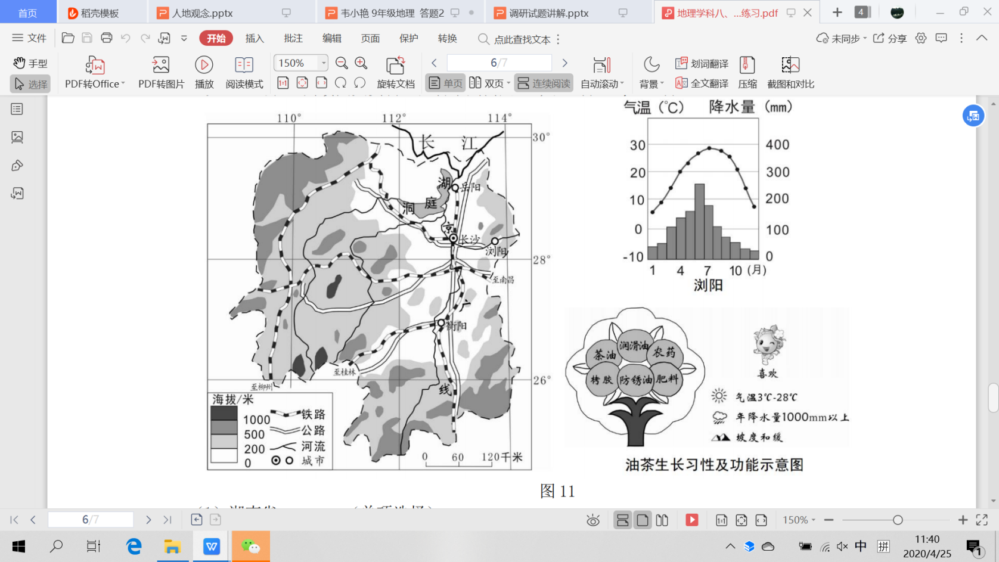 首页
稻壳模板
人地观念.pptx
韦小艳 9年级地理 答题2
调研试题讲解.pptx
地理学科八、...练习.pdf
4
文件
开始
插入
批注
编辑
页面
保护
转换
点此查找文本
未同步
分享
手型
选择
PDF转Office
PDF转图片
播放
阅读模式
150%
旋转文档
6/7
单页
双页
连续阅读
自动滚动
背景
划词翻译
全文翻译
压缩
截图和对比
110°
112°
114°
30°
28°
26°
长 江
洞 庭 湖
岳阳
京
长沙
浏阳
至南昌
广
衡阳
至桂林
至柳州
线
海拔/米
1000
500
200
0
铁路
公路
河流
城市
0 60 120千米
气温（℃） 降水量（mm）
30 400
20 300
10 200
0 100
-10 0
1 4 7 10 (月)
浏阳
茶油
润滑油
农药
栲胶
防锈油
肥料
喜欢
气温3℃-28℃
年降水量1000mm以上
坡度和缓
油茶生长习性及功能示意图
图 11
6/7
150%
中
拼
11:40
2020/4/25
1